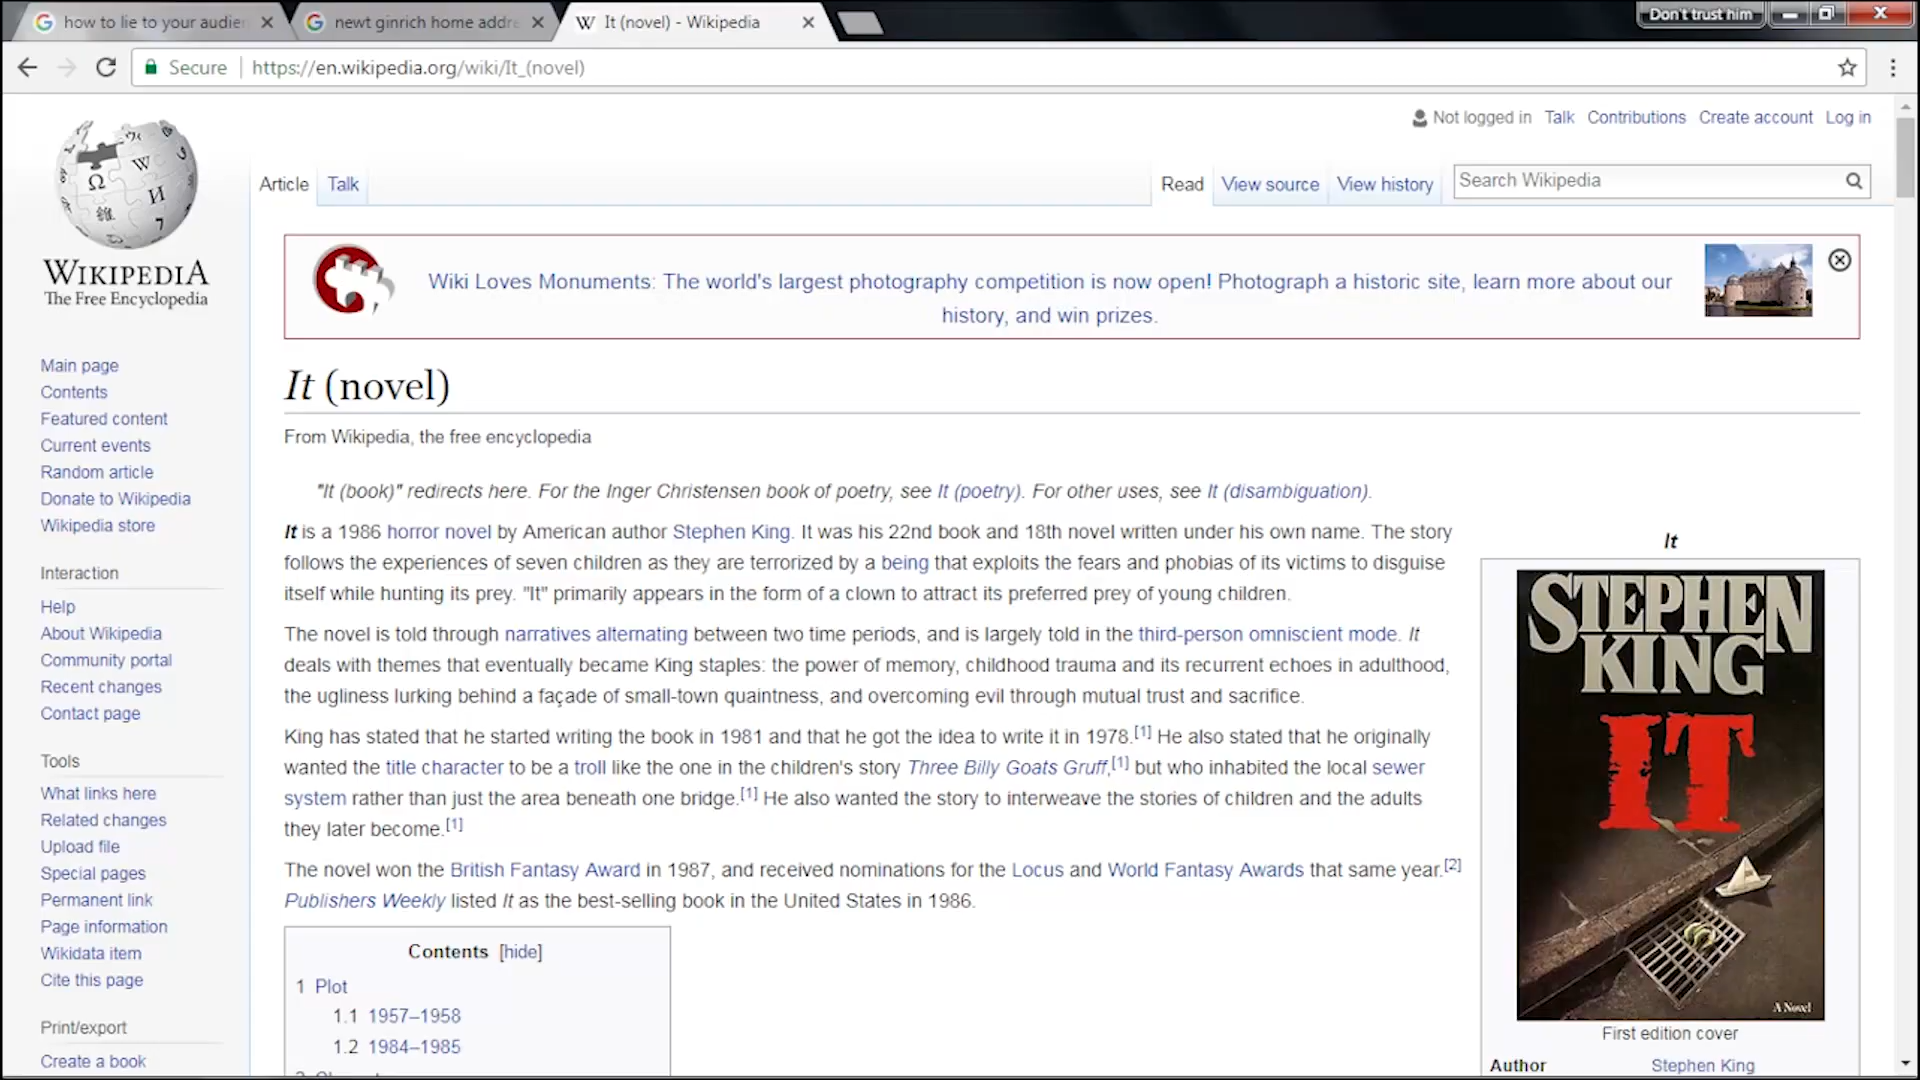 how to lie to your audien
newt ginrich home addre
It (novel) - Wikipedia
Don't trust him
Secure
https://en.wikipedia.org/wiki/It_(novel)
Not logged in Talk Contributions Create account Log in
Article Talk Read View source View history Search Wikipedia
WIKIPEDIA
The Free Encyclopedia
Wiki Loves Monuments: The world's largest photography competition is now open! Photograph a historic site, learn more about our
history, and win prizes.
Main page
Contents
Featured content
Current events
Random article
Donate to Wikipedia
Wikipedia store
Interaction
Help
About Wikipedia
Community portal
Recent changes
Contact page
Tools
What links here
Related changes
Upload file
Special pages
Permanent link
Page information
Wikidata item
Cite this page
Print/export
Create a book
It (novel)
From Wikipedia, the free encyclopedia
"It (book)" redirects here. For the Inger Christensen book of poetry, see It (poetry). For other uses, see It (disambiguation).
It is a 1986 horror novel by American author Stephen King. It was his 22nd book and 18th novel written under his own name. The story
follows the experiences of seven children as they are terrorized by a being that exploits the fears and phobias of its victims to disguise
itself while hunting its prey. "It" primarily appears in the form of a clown to attract its preferred prey of young children.
The novel is told through narratives alternating between two time periods, and is largely told in the third-person omniscient mode. It
deals with themes that eventually became King staples: the power of memory, childhood trauma and its recurrent echoes in adulthood,
the ugliness lurking behind a façade of small-town quaintness, and overcoming evil through mutual trust and sacrifice.
King has stated that he started writing the book in 1981 and that he got the idea to write it in 1978.[1] He also stated that he originally
wanted the title character to be a troll like the one in the children's story Three Billy Goats Gruff,[1] but who inhabited the local sewer
system rather than just the area beneath one bridge.[1] He also wanted the story to interweave the stories of children and the adults
they later become.[1]
The novel won the British Fantasy Award in 1987, and received nominations for the Locus and World Fantasy Awards that same year.[2]
Publishers Weekly listed It as the best-selling book in the United States in 1986.
Contents [hide]
1 Plot
1.1 1957–1958
1.2 1984–1985
It
STEPHEN
KING
IT
A Novel
First edition cover
Author Stephen King